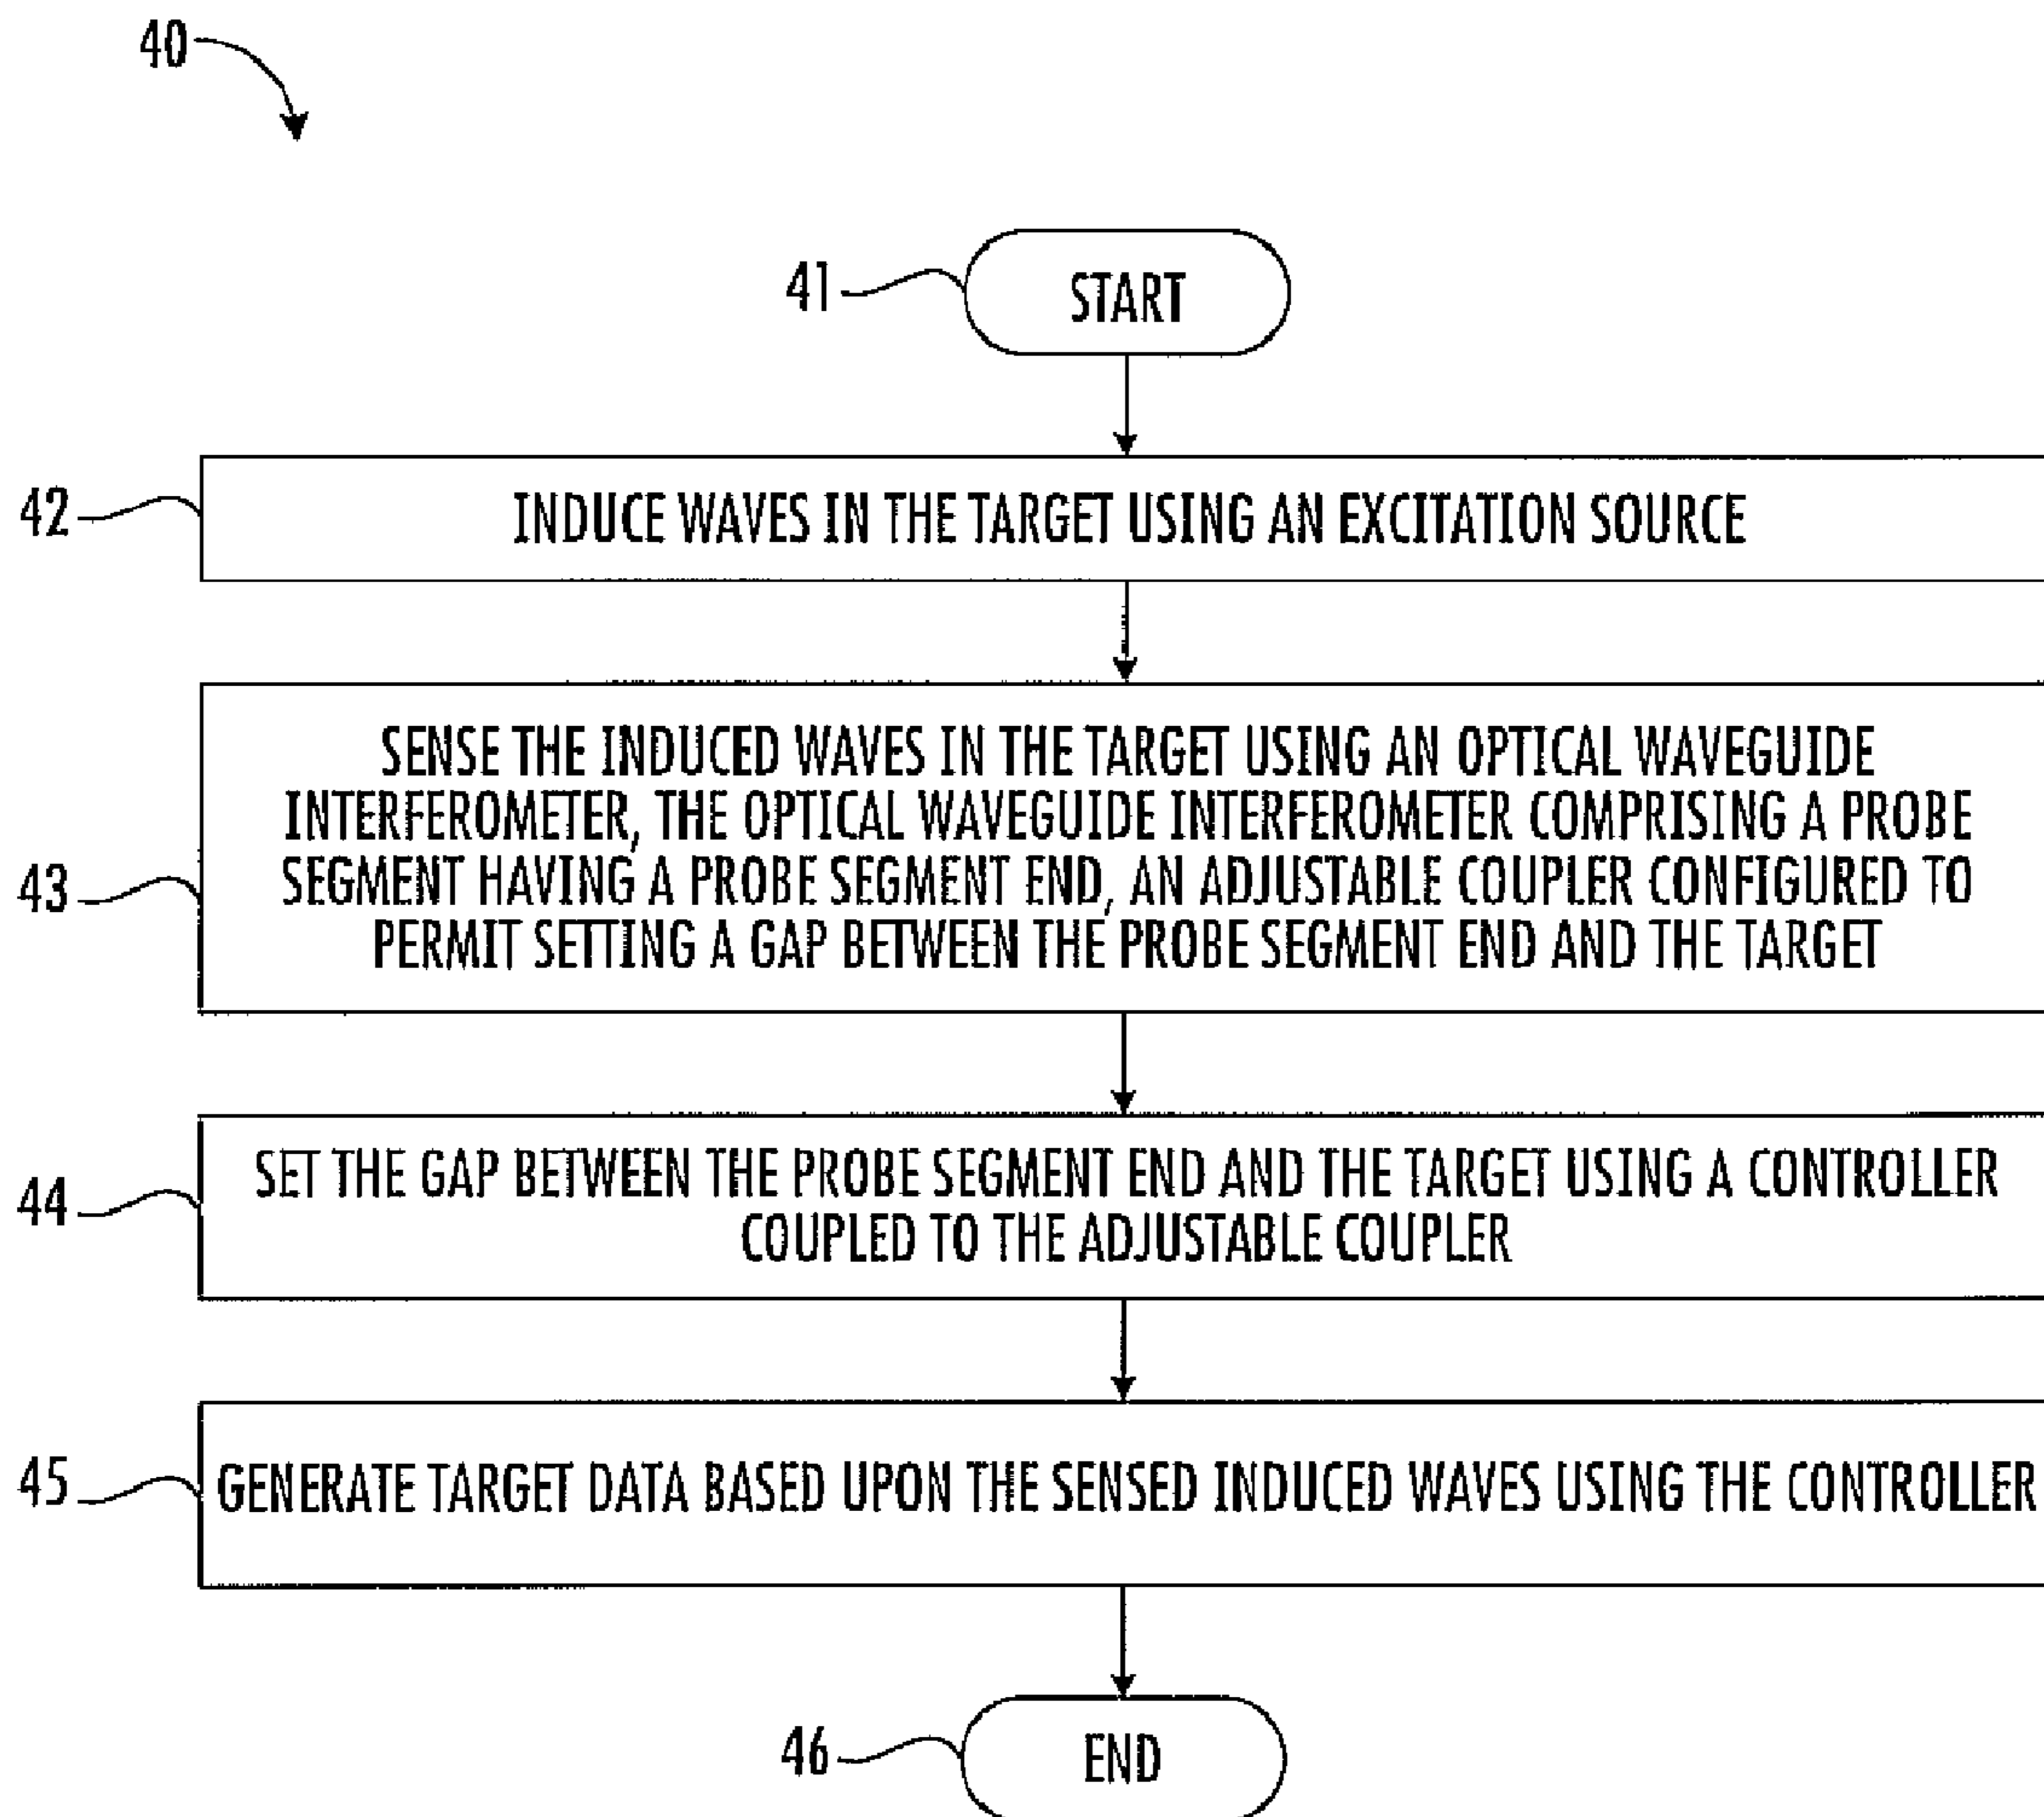 40
41
START
42
INDUCE WAVES IN THE TARGET USING AN EXCITATION SOURCE
43
SENSE THE INDUCED WAVES IN THE TARGET USING AN OPTICAL WAVEGUIDE
INTERFEROMETER, THE OPTICAL WAVEGUIDE INTERFEROMETER COMPRISING A PROBE
SEGMENT HAVING A PROBE SEGMENT END, AN ADJUSTABLE COUPLER CONFIGURED TO
PERMIT SETTING A GAP BETWEEN THE PROBE SEGMENT END AND THE TARGET
44
SET THE GAP BETWEEN THE PROBE SEGMENT END AND THE TARGET USING A CONTROLLER
COUPLED TO THE ADJUSTABLE COUPLER
45
GENERATE TARGET DATA BASED UPON THE SENSED INDUCED WAVES USING THE CONTROLLER
46
END